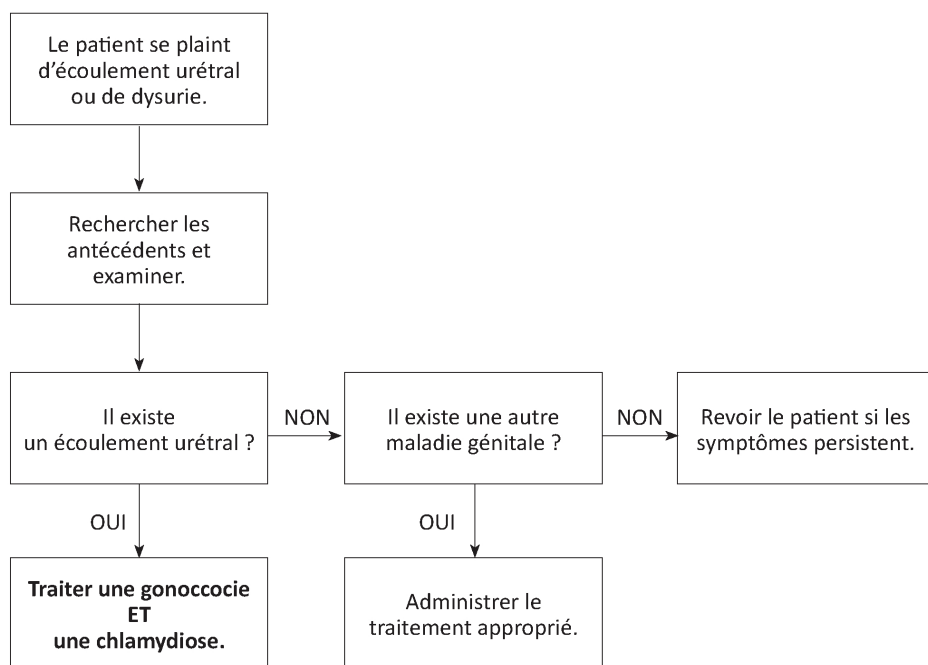 Le patient se plaint
d’écoulement urétral
ou de dysurie.
Rechercher les
antécédents et
examiner.
Il existe
un écoulement urétral ?
NON
Il existe une autre
maladie génitale ?
NON
Revoir le patient si les
symptômes persistent.
OUI
OUI
Traiter une gonoccocie
ET
une chlamydiose.
Administrer le
traitement approprié.